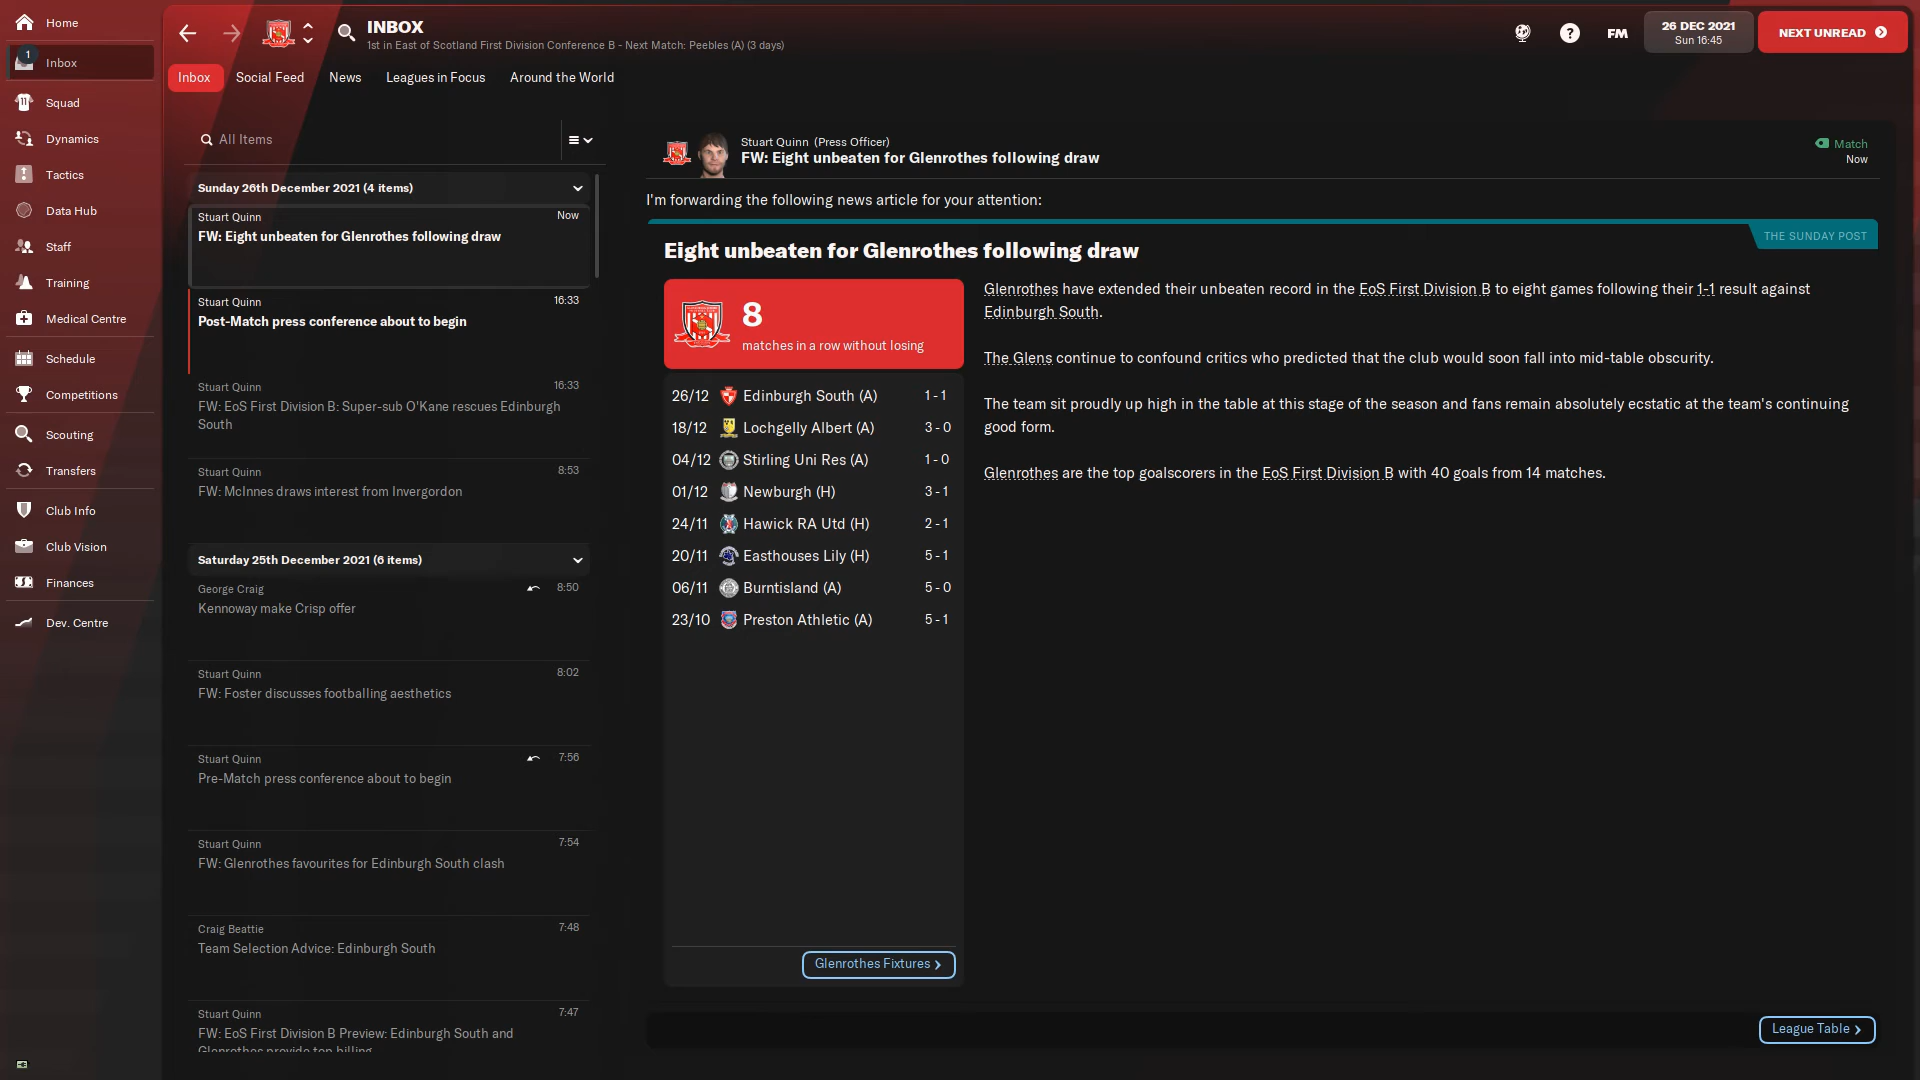 Home
1
Inbox
Squad
Dynamics
Tactics
Data Hub
Staff
Training
Medical Centre
Schedule
Competitions
Scouting
Transfers
Club Info
Club Vision
Finances
Dev. Centre
INBOX
1st in East of Scotland First Division Conference B - Next Match: Peebles (A) (3 days)
FM
26 DEC 2021
Sun 16:45
NEXT UNREAD
Inbox Social Feed News Leagues in Focus Around the World
All Items
Sunday 26th December 2021 (4 items)
Stuart Quinn Now
FW: Eight unbeaten for Glenrothes following draw
Stuart Quinn 16:33
Post-Match press conference about to begin
Stuart Quinn 16:33
FW: EoS First Division B: Super-sub O'Kane rescues Edinburgh
South
Stuart Quinn 8:53
FW: McInnes draws interest from Invergordon
Saturday 25th December 2021 (6 items)
George Craig 8:50
Kennoway make Crisp offer
Stuart Quinn 8:02
FW: Foster discusses footballing aesthetics
Stuart Quinn 7:56
Pre-Match press conference about to begin
Stuart Quinn 7:54
FW: Glenrothes favourites for Edinburgh South clash
Craig Beattie 7:48
Team Selection Advice: Edinburgh South
Stuart Quinn 7:47
FW: EoS First Division B Preview: Edinburgh South and
Glenrothes provide top billing
Stuart Quinn (Press Officer)
FW: Eight unbeaten for Glenrothes following draw
Match
Now
I'm forwarding the following news article for your attention:
THE SUNDAY POST
Eight unbeaten for Glenrothes following draw
8
matches in a row without losing
26/12 Edinburgh South (A) 1 - 1
18/12 Lochgelly Albert (A) 3 - 0
04/12 Stirling Uni Res (A) 1 - 0
01/12 Newburgh (H) 3 - 1
24/11 Hawick RA Utd (H) 2 - 1
20/11 Easthouses Lily (H) 5 - 1
06/11 Burntisland (A) 5 - 0
23/10 Preston Athletic (A) 5 - 1
Glenrothes Fixtures
Glenrothes have extended their unbeaten record in the EoS First Division B to eight games following their 1-1 result against
Edinburgh South.
The Glens continue to confound critics who predicted that the club would soon fall into mid-table obscurity.
The team sit proudly up high in the table at this stage of the season and fans remain absolutely ecstatic at the team's continuing
good form.
Glenrothes are the top goalscorers in the EoS First Division B with 40 goals from 14 matches.
League Table